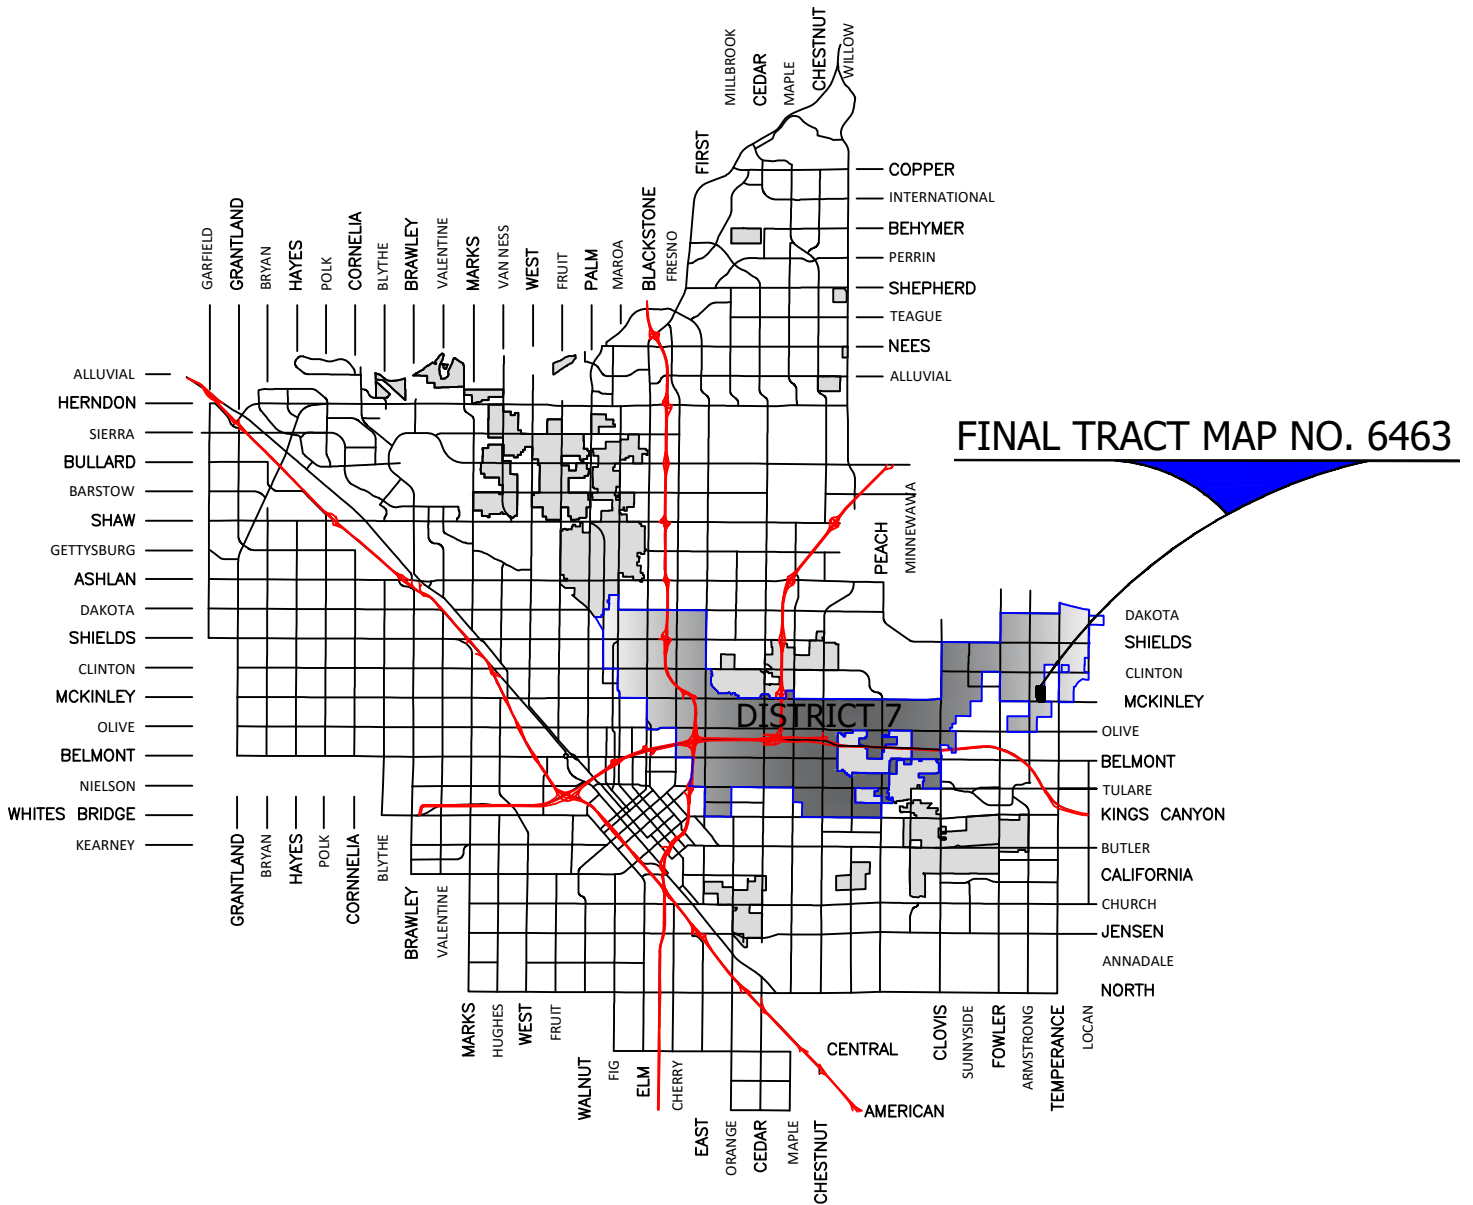 MILLBROOK
CEDAR
MAPLE
CHESTNUT
WILLOW
FIRST
COPPER
INTERNATIONAL
BEHYMER
PERRIN
SHEPHERD
TEAGUE
NEES
ALLUVIAL
GARFIELD
GRANTLAND
BRYAN
HAYES
POLK
CORNELIA
BLYTHE
BRAWLEY
VALENTINE
MARKS
VAN NESS
WEST
FRUIT
PALM
MAROA
BLACKSTONE
FRESNO
ALLUVIAL
HERNDON
SIERRA
BULLARD
BARSTOW
SHAW
GETTYSBURG
ASHLAN
DAKOTA
SHIELDS
CLINTON
MCKINLEY
OLIVE
BELMONT
NIELSON
WHITES BRIDGE
KEARNEY
FINAL TRACT MAP NO. 6463
PEACH
MINNEWAWA
DISTRICT 7
DAKOTA
SHIELDS
CLINTON
MCKINLEY
OLIVE
BELMONT
TULARE
KINGS CANYON
BUTLER
CALIFORNIA
CHURCH
JENSEN
ANNADALE
NORTH
GRANTLAND
BRYAN
HAYES
POLK
CORNNELIA
BLYTHE
BRAWLEY
VALENTINE
MARKS
HUGHES
WEST
FRUIT
WALNUT
FIG
ELM
CHERRY
EAST
ORANGE
CEDAR
MAPLE
CHESTNUT
CENTRAL
AMERICAN
CLOVIS
SUNNYSIDE
FOWLER
ARMSTRONG
TEMPERANCE
LOCAN